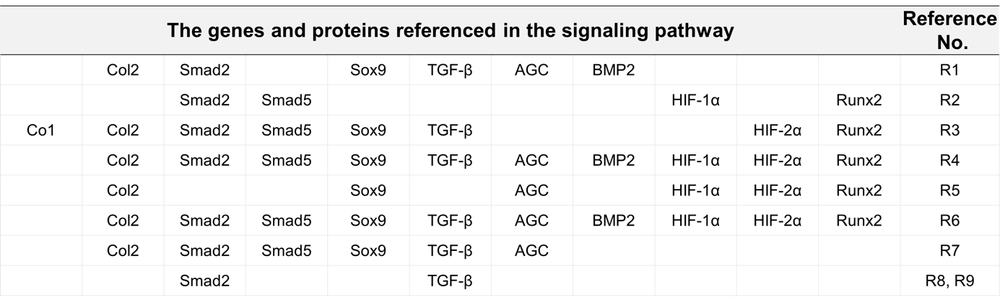 The genes and proteins referenced in the signaling pathway Reference No.
Col2 Smad2 Sox9 TGF-β AGC BMP2 R1
Smad2 Smad5 HIF-1α Runx2 R2
Co1 Col2 Smad2 Smad5 Sox9 TGF-β HIF-2α Runx2 R3
Col2 Smad2 Smad5 Sox9 TGF-β AGC BMP2 HIF-1α HIF-2α Runx2 R4
Col2 Sox9 AGC HIF-1α HIF-2α Runx2 R5
Col2 Smad2 Smad5 Sox9 TGF-β AGC BMP2 HIF-1α HIF-2α Runx2 R6
Col2 Smad2 Smad5 Sox9 TGF-β AGC R7
Smad2 TGF-β R8, R9